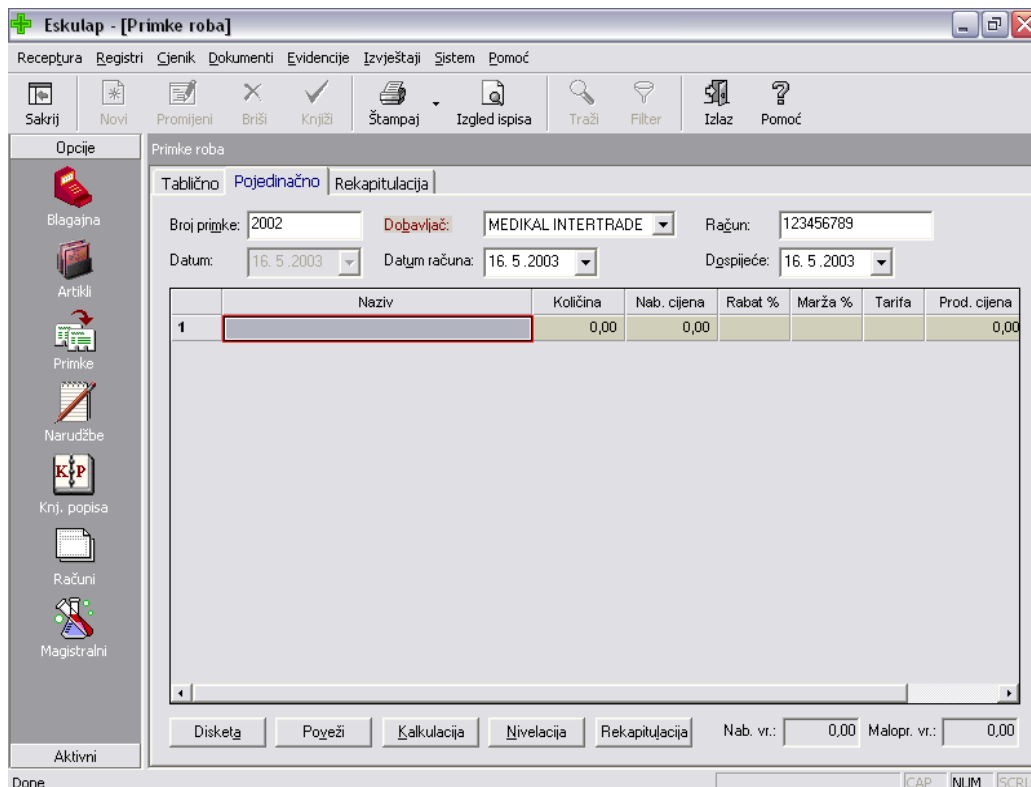 Eskulap - [Primke roba]
Receptura Registri Cjenik Dokumenti Evidencije Izvještaji Sistem Pomoć
Sakrij Novi Promijeni Briši Knjiži Štampaj Izgled ispisa Traži Filter Izlaz Pomoć
Opcije
Blagajna
Artikli
Primke
Narudžbe
K P
Knj. popisa
Računi
Magistralni
Aktivni
Primke roba
Tablično Pojedinačno Rekapitulacija
Broj primke: 2002 Dobavljač: MEDIKAL INTERTRADE Račun: 123456789
Datum: 16. 5 .2003 Datum računa: 16. 5 .2003 Dospijeće: 16. 5 .2003
Naziv Količina Nab. cijena Rabat % Marža % Tarifa Prod. cijena
1 0,00 0,00 0,00
Disketa Poveži Kalkulacija Nivelacija Rekapitulacija Nab. vr.: 0,00 Malopr. vr.: 0,00
Done CAP NUM SCRL